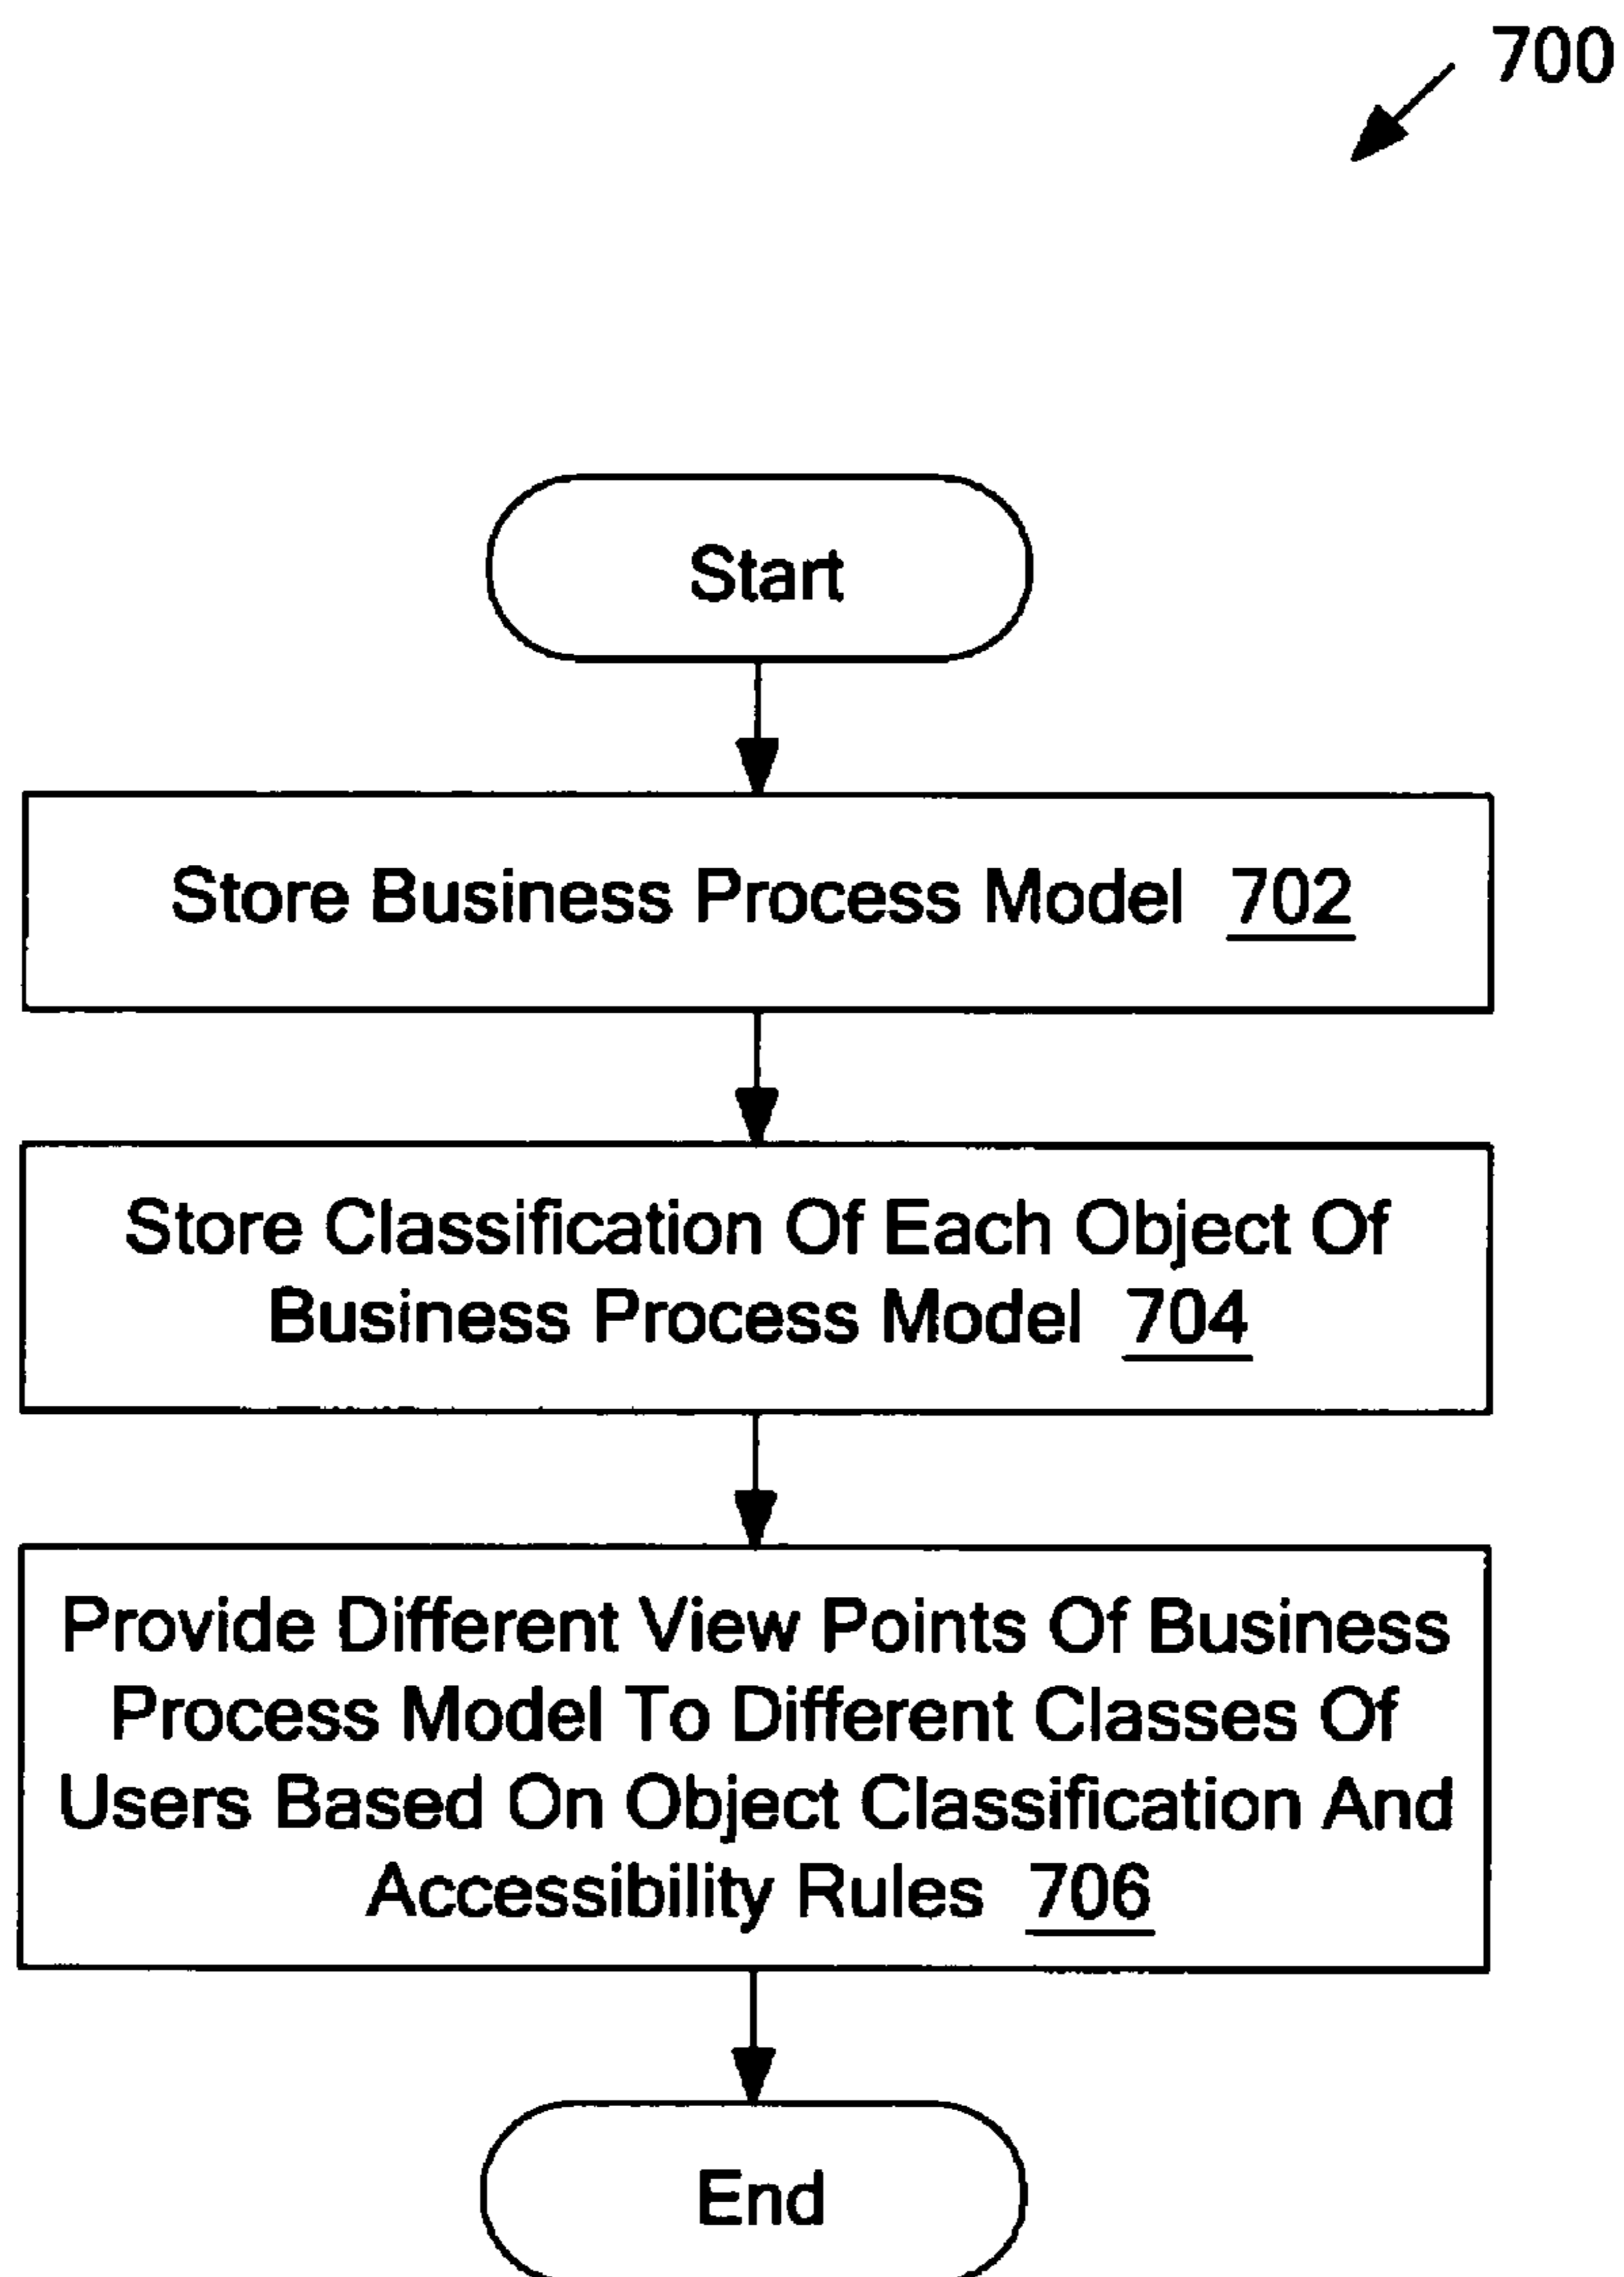 700
Start
Store Business Process Model 702
Store Classification Of Each Object Of
Business Process Model 704
Provide Different View Points Of Business
Process Model To Different Classes Of
Users Based On Object Classification And
Accessibility Rules 706
End